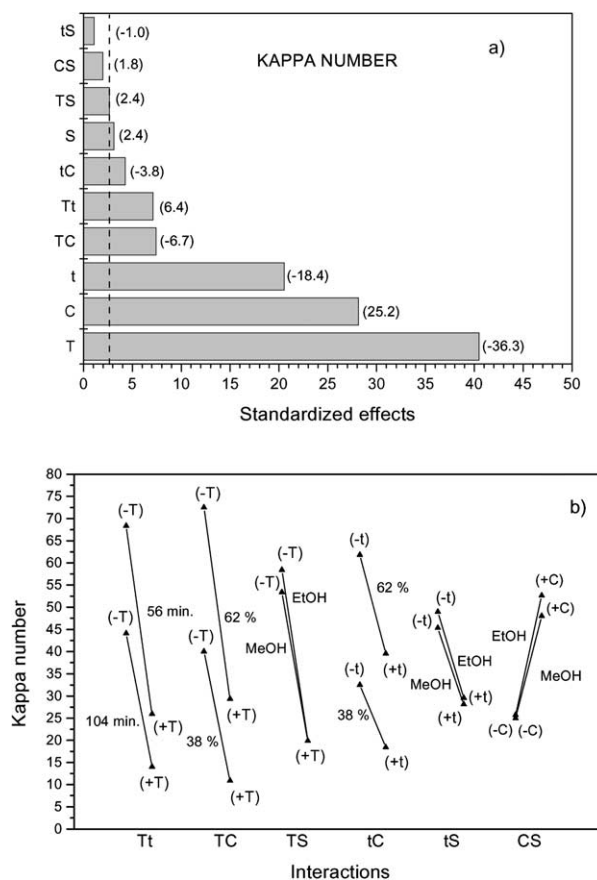 a)
KAPPA NUMBER
tS (-1.0)
CS (1.8)
TS (2.4)
S (2.4)
tC (-3.8)
Tt (6.4)
TC (-6.7)
t (-18.4)
C (25.2)
T (-36.3)
0 5 10 15 20 25 30 35 40 45 50
Standardized effects
b)
Kappa number
80
75
70
65
60
55
50
45
40
35
30
25
20
15
10
5
0
(-T)
56 min.
(-T)
104 min.
(+T)
(+T)
(-T)
62 %
(-T)
38 %
(+T)
(+T)
(-T)
(-T)
EtOH
MeOH
(+T)
(-t)
62 %
(+t)
(-t)
38 %
(+t)
(-t)
(-t)
EtOH
MeOH
(+t)
(+t)
(+C)
(+C)
EtOH
MeOH
(-C) (-C)
Tt TC TS tC tS CS
Interactions